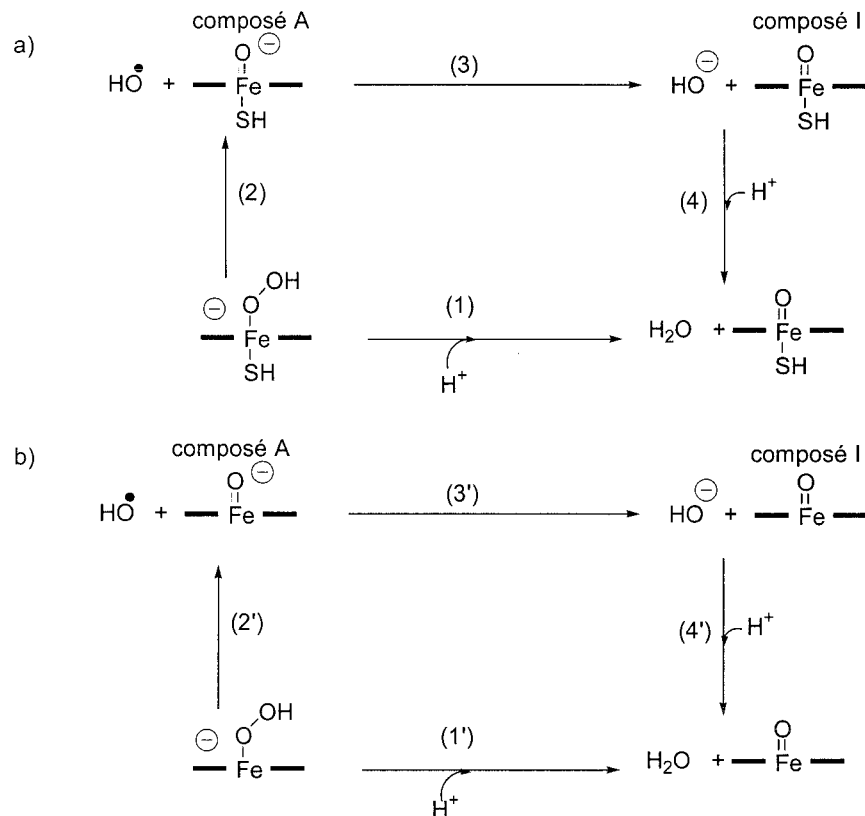 a)
composé A
composé I
HO• + O⊖
Fe
SH
(3)
HO⊖ + O
Fe
SH
(2)
(4)
H+
⊖
O
OH
Fe
SH
(1)
H+
H2O +
O
Fe
SH
b)
composé A
composé I
HO• + O⊖
Fe
(3')
HO⊖ + O
Fe
(2')
(4')
H+
⊖
O
OH
Fe
(1')
H+
H2O +
O
Fe